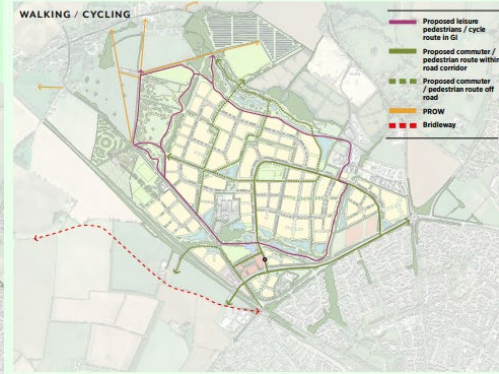 WALKING / CYCLING
Proposed leisure
pedestrians / cycle
route in GI
Proposed commuter /
pedestrian route within
road corridor
Proposed commuter
/ pedestrian route off
road
PROW
Bridleway